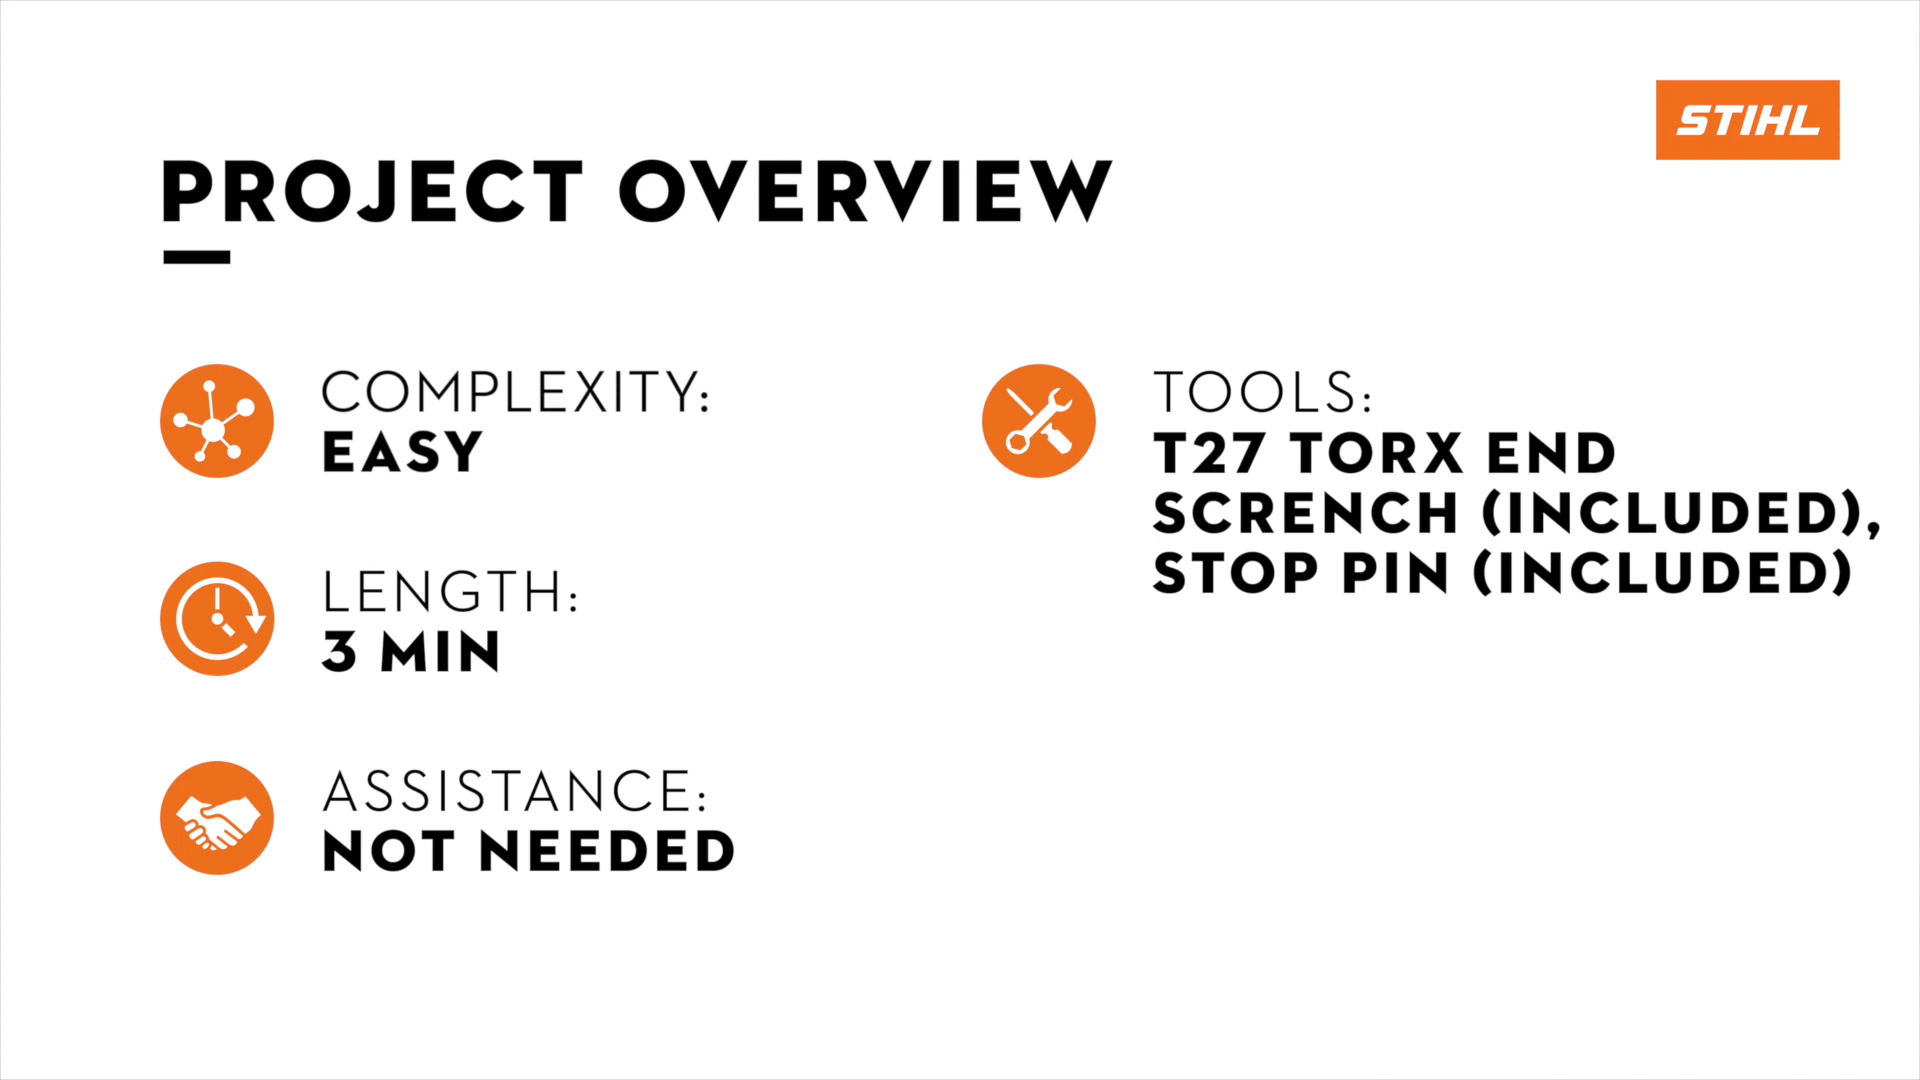 STIHL
PROJECT OVERVIEW
COMPLEXITY:
EASY
LENGTH:
3 MIN
ASSISTANCE:
NOT NEEDED
TOOLS:
T27 TORX END
SCRENCH (INCLUDED),
STOP PIN (INCLUDED)